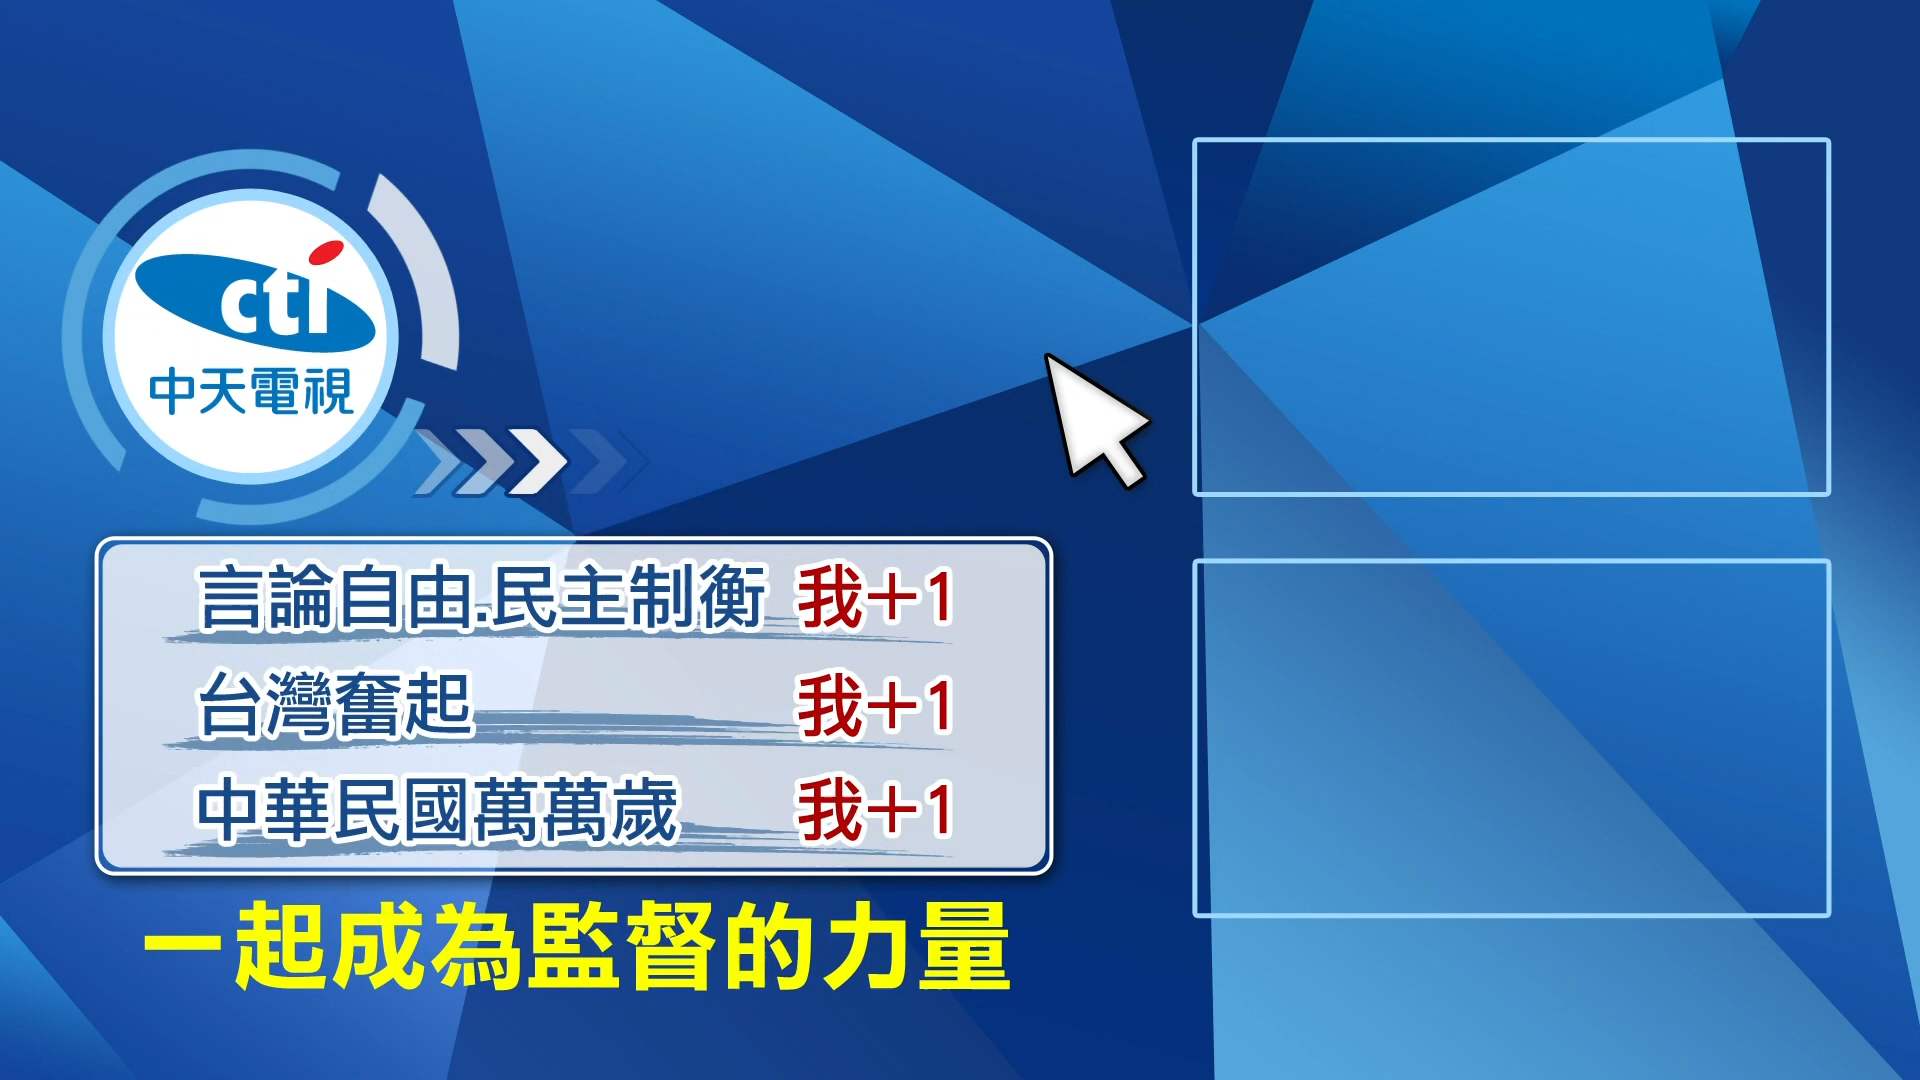 cti
中天電視
言論自由.民主制衡 我+1
台灣奮起 我+1
中華民國萬萬歲 我+1
一起成為監督的力量